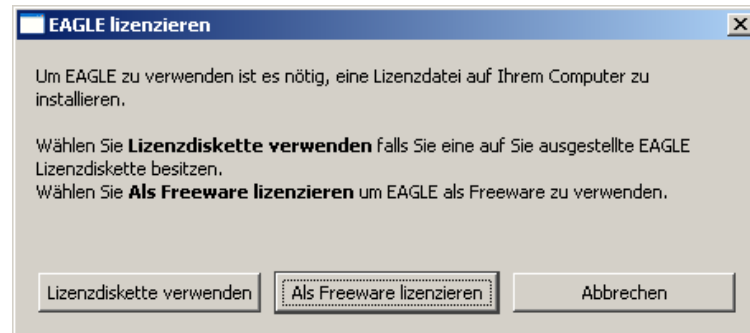 EAGLE lizenzieren
Um EAGLE zu verwenden ist es nötig, eine Lizenzdatei auf Ihrem Computer zu
installieren.
Wählen Sie Lizenzdiskette verwenden falls Sie eine auf Sie ausgestellte EAGLE
Lizenzdiskette besitzen.
Wählen Sie Als Freeware lizenzieren um EAGLE als Freeware zu verwenden.
Lizenzdiskette verwenden Als Freeware lizenzieren Abbrechen